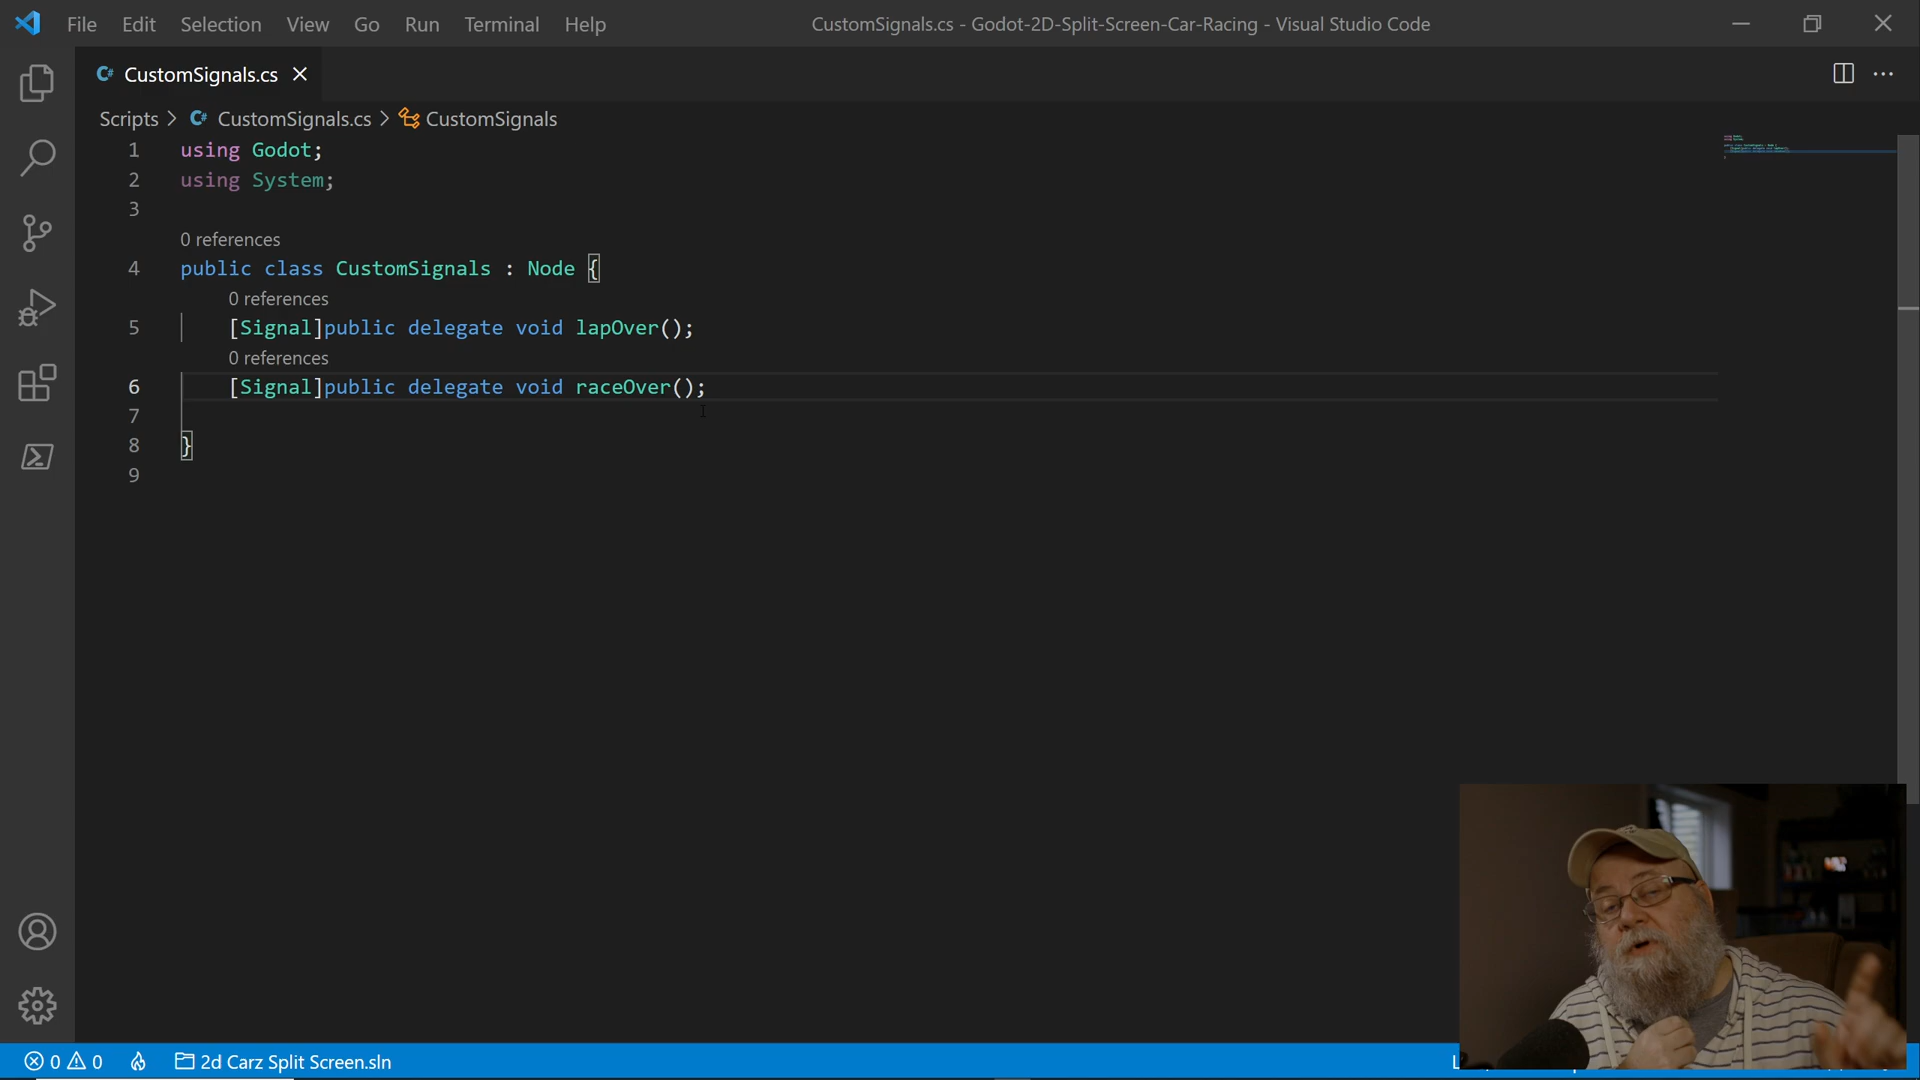 File Edit Selection View Go Run Terminal Help
CustomSignals.cs - Godot-2D-Split-Screen-Car-Racing - Visual Studio Code
C# CustomSignals.cs
Scripts > C# CustomSignals.cs > CustomSignals
1 using Godot;
2 using System;
3
0 references
4 public class CustomSignals : Node {
0 references
5 [Signal]public delegate void lapOver();
0 references
6 [Signal]public delegate void raceOver();
7
8 }
9
0 0 2d Carz Split Screen.sln